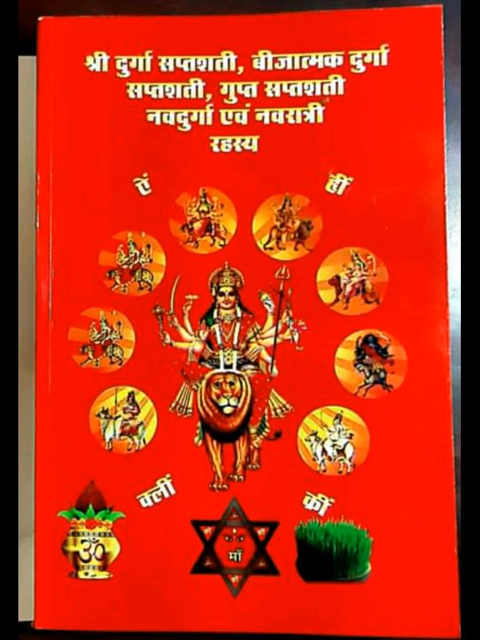 श्री दुर्गा सप्तशती, बीजात्मक दुर्गा
सप्तशती, गुप्त सप्तशती
नवदुर्गा एवं नवरात्री
रहस्य
ऐं
ह्रीं
क्लीं
क्रीं
ॐ
माँ